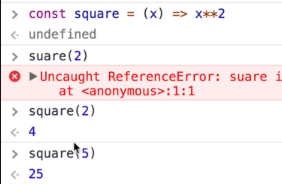 > const square = (x) => x**2
<· undefined
> suare(2)
▶Uncaught ReferenceError: suare
at <anonymous>:1:1
> square(2)
<· 4
> square(5)
<· 25